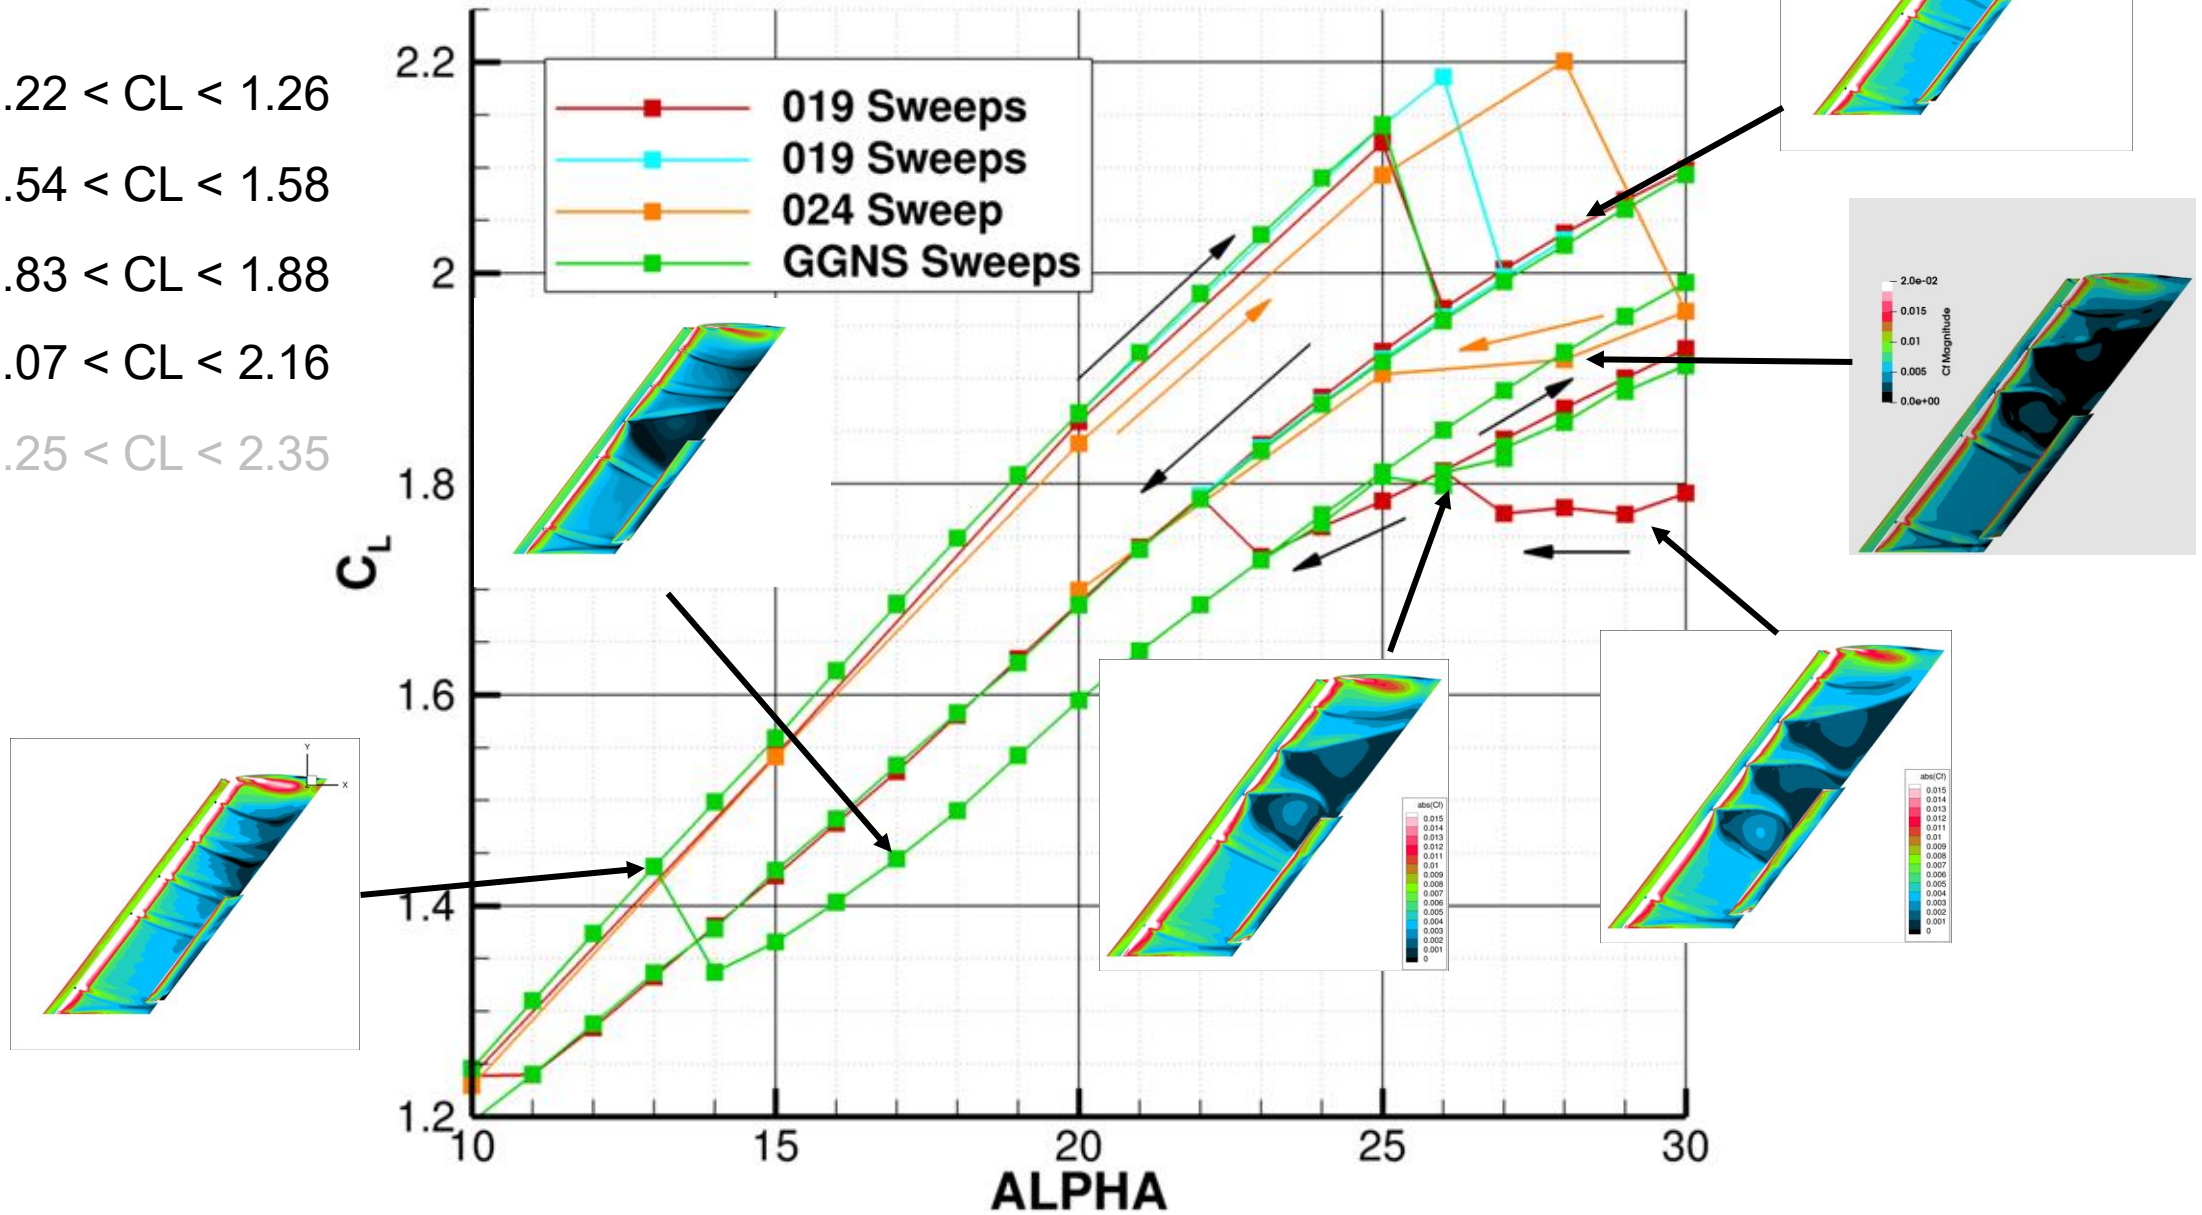 .22 < CL < 1.26
.54 < CL < 1.58
.83 < CL < 1.88
.07 < CL < 2.16
.25 < CL < 2.35
019 Sweeps
019 Sweeps
024 Sweep
GGNS Sweeps
2.2
2
1.8
1.6
1.4
1.2
CL
10
15
20
25
30
ALPHA
Y
X
2.0e-02
0.015
0.01
0.005
0.0e+00
Cf Magnitude
abs(Cf)
0.015
0.014
0.013
0.012
0.011
0.01
0.009
0.008
0.007
0.006
0.005
0.004
0.003
0.002
0.001
0
abs(Cf)
0.015
0.014
0.013
0.012
0.011
0.01
0.009
0.008
0.007
0.006
0.005
0.004
0.003
0.002
0.001
0